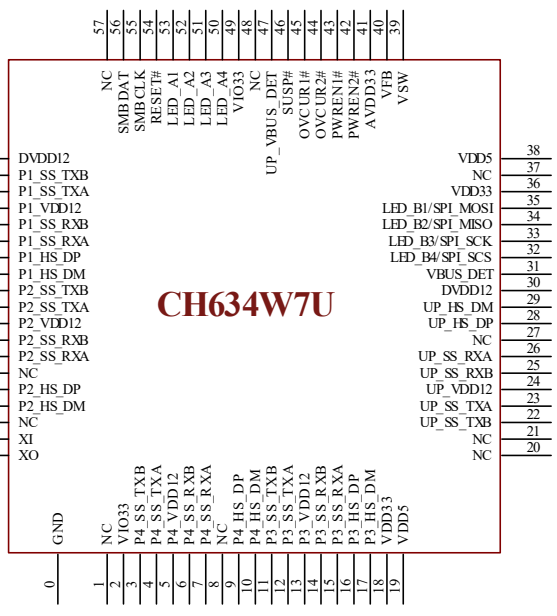 57
56
55
54
53
52
51
50
49
48
47
46
45
44
43
42
41
40
39
NC
SMBDAT
SMBCLK
RESET#
LED_A1
LED_A2
LED_A3
LED_A4
VIO33
NC
UP_VBUS_DET
SUSP#
OVCUR1#
OVCUR2#
PWREN1#
PWREN2#
AVDD33
VFB
VSW
DVDD12
P1_SS_TXB
P1_SS_TXA
P1_VDD12
P1_SS_RXB
P1_SS_RXA
P1_HS_DP
P1_HS_DM
P2_SS_TXB
P2_SS_TXA
P2_VDD12
P2_SS_RXB
P2_SS_RXA
NC
P2_HS_DP
P2_HS_DM
NC
XI
XO
CH634W7U
VDD5 38
NC 37
VDD33 36
LED_B1/SPI_MOSI 35
LED_B2/SPI_MISO 34
LED_B3/SPI_SCK 33
LED_B4/SPI_SCS 32
VBUS_DET 31
DVDD12 30
UP_HS_DM 29
UP_HS_DP 28
NC 27
UP_SS_RXA 26
UP_SS_RXB 25
UP_VDD12 24
UP_SS_TXA 23
UP_SS_TXB 22
NC 21
NC 20
GND
NC
VIO33
P4_SS_TXB
P4_SS_TXA
P4_VDD12
P4_SS_RXB
P4_SS_RXA
NC
P4_HS_DP
P4_HS_DM
P3_SS_TXB
P3_SS_TXA
P3_VDD12
P3_SS_RXB
P3_SS_RXA
P3_HS_DP
P3_HS_DM
VDD33
VDD5
0
1
2
3
4
5
6
7
8
9
10
11
12
13
14
15
16
17
18
19